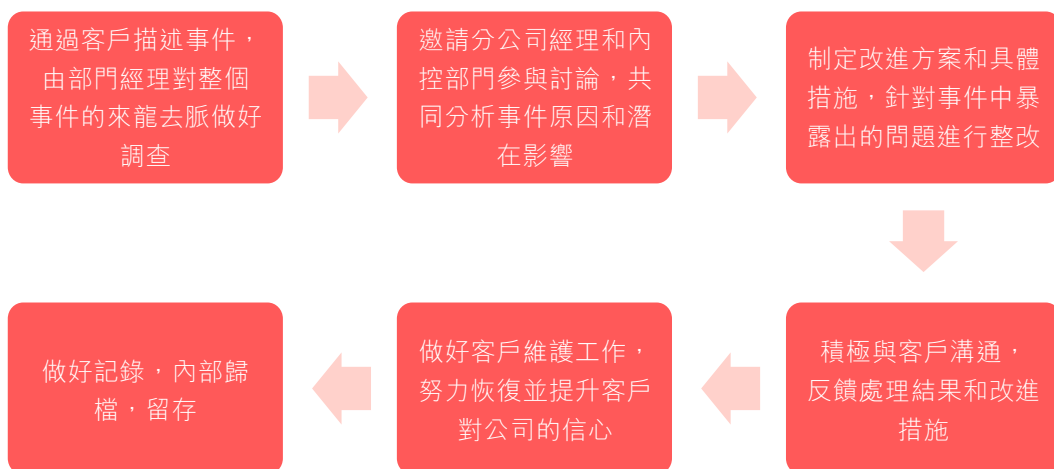 通過客戶描述事件，
由部門經理對整個
事件的來龍去脈做好
調查
邀請分公司經理和內
控部門參與討論，共
同分析事件原因和潛
在影響
制定改進方案和具體
措施，針對事件中暴
露出的問題進行整改
積極與客戶溝通，
反饋處理結果和改進
措施
做好客戶維護工作，
努力恢復並提升客戶
對公司的信心
做好記錄，內部歸
檔，留存